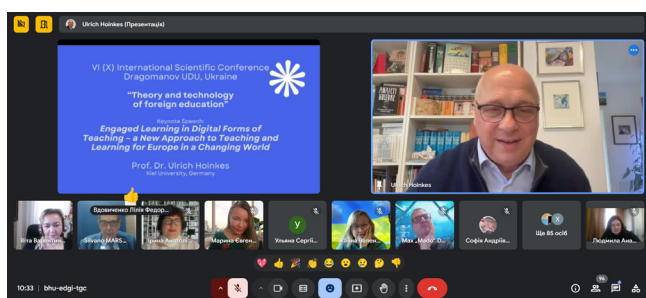 Ulrich Hoinkes (Презентація)
VI (X) International Scientific Conference
Dragomanov UDU, Ukraine
"Theory and technology
of foreign education"
Keynote Speech:
Engaged Learning in Digital Forms of
Teaching – a New Approach to Teaching and
Learning for Europe in a Changing World
Prof. Dr. Ulrich Hoinkes
Kiel University, Germany
Ulrich Hoinkes
Вдовиченко Лілія Федор...
Silvano MARS...
Ірина Анатолі...
Марина Євген...
У
Уляна Сергії...
Max „Mado" D...
Софія Андріїв...
Х
Ще 85 осіб
Людмила Ана...
10:33 | bhu-edgi-tgc
96